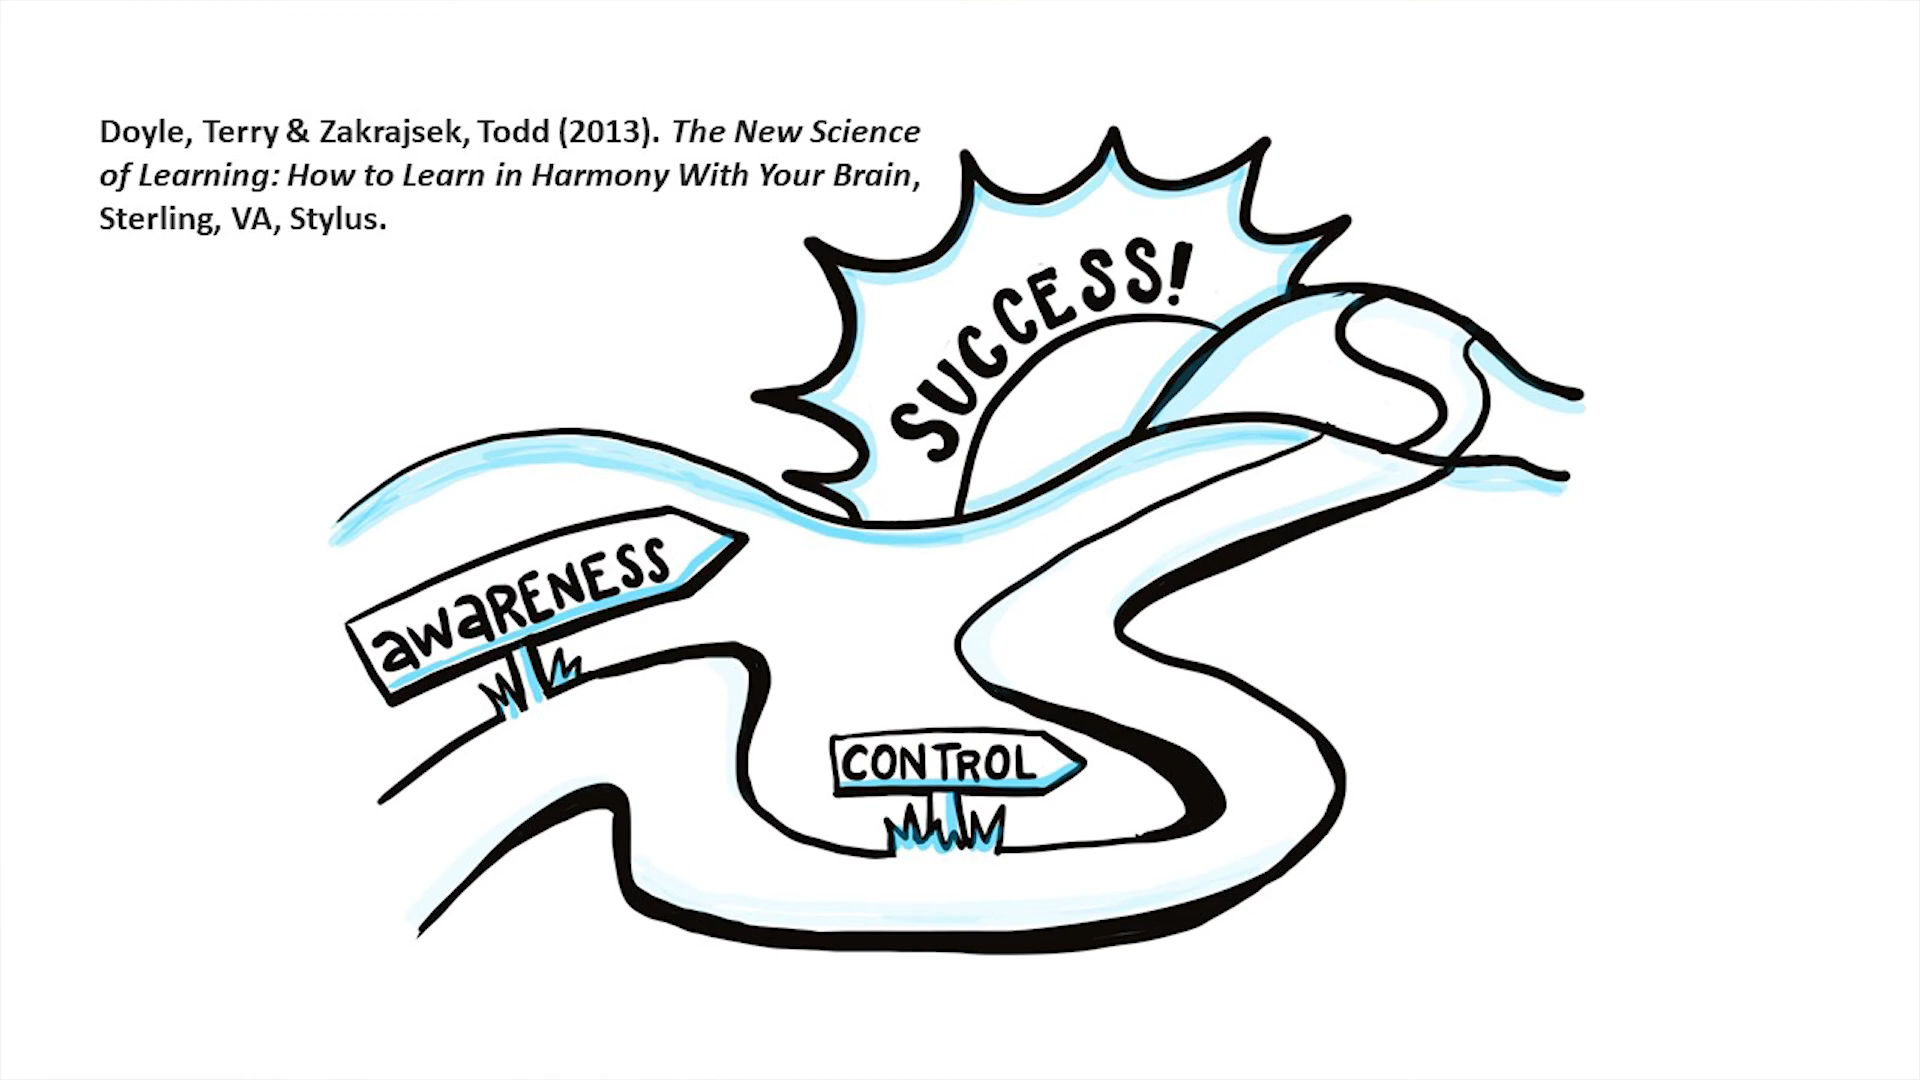 Doyle, Terry & Zakrajsek, Todd (2013). The New Science
of Learning: How to Learn in Harmony With Your Brain,
Sterling, VA, Stylus.
SUCCESS!
aWaRENESS
CONTROL